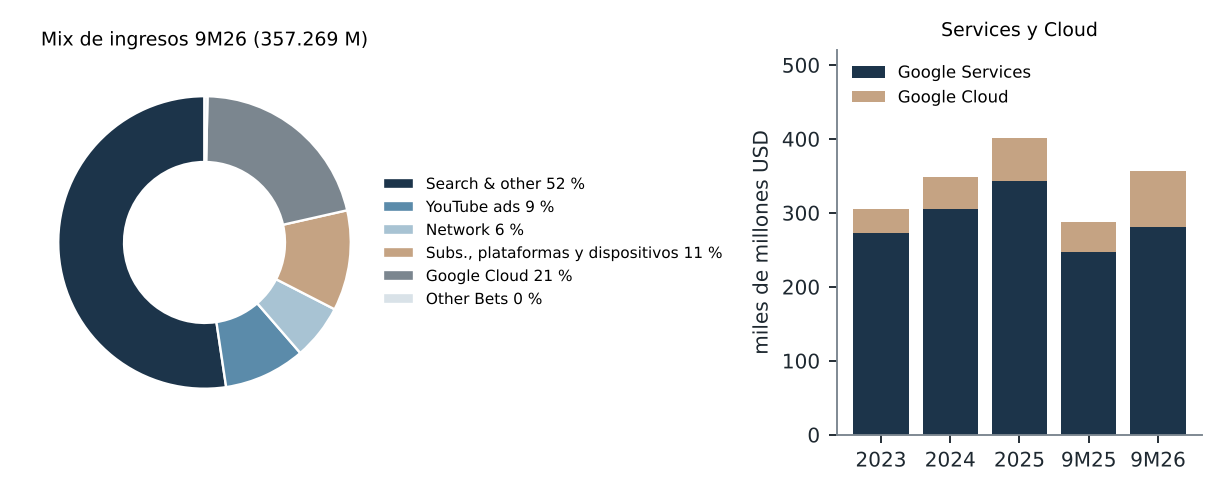 Mix de ingresos 9M26 (357.269 M)
Search & other 52 %
YouTube ads 9 %
Network 6 %
Subs., plataformas y dispositivos 11 %
Google Cloud 21 %
Other Bets 0 %
Services y Cloud
Google Services
Google Cloud
miles de millones USD
500
400
300
200
100
0
2023 2024 2025 9M25 9M26